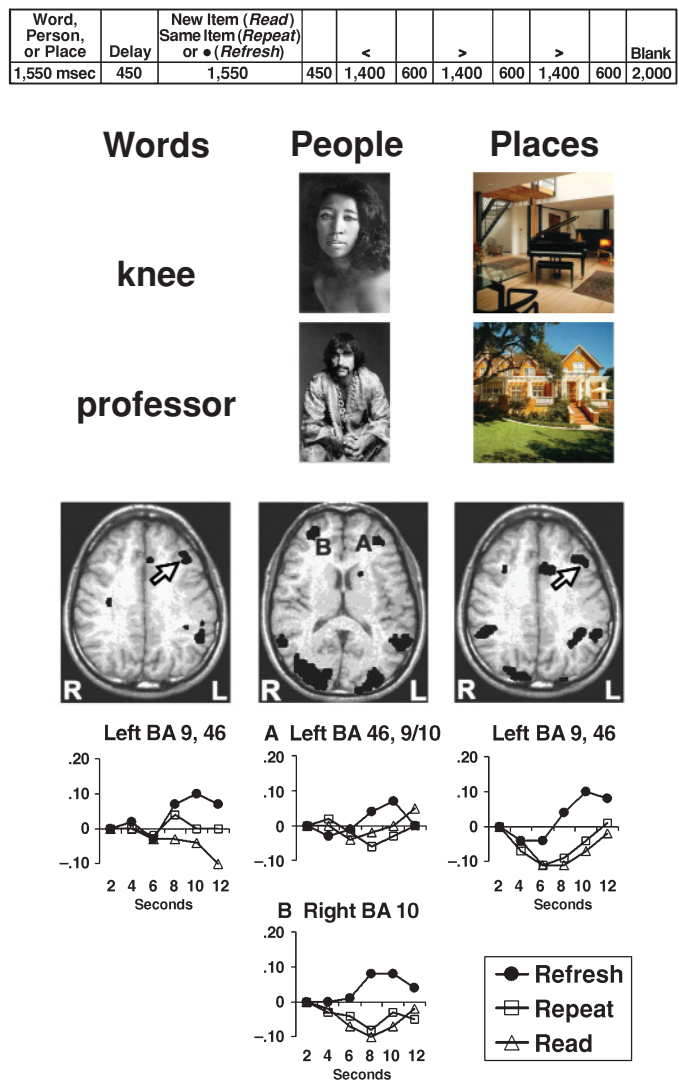 Word, Person, or Place
Delay
New Item (Read) Same Item (Repeat) or ● (Refresh)
<
>
>
Blank
1,550 msec 450 1,550 450 1,400 600 1,400 600 1,400 600 2,000
Words People Places
knee
professor
B A
R L R L R L
Left BA 9, 46
A Left BA 46, 9/10
Left BA 9, 46
.20
.10
0
–.10
2 4 6 8 10 12
Seconds
.20
.10
0
–.10
2 4 6 8 10 12
.20
.10
0
–.10
2 4 6 8 10 12
Seconds
B Right BA 10
.20
.10
0
–.10
2 4 6 8 10 12
Seconds
Refresh
Repeat
Read